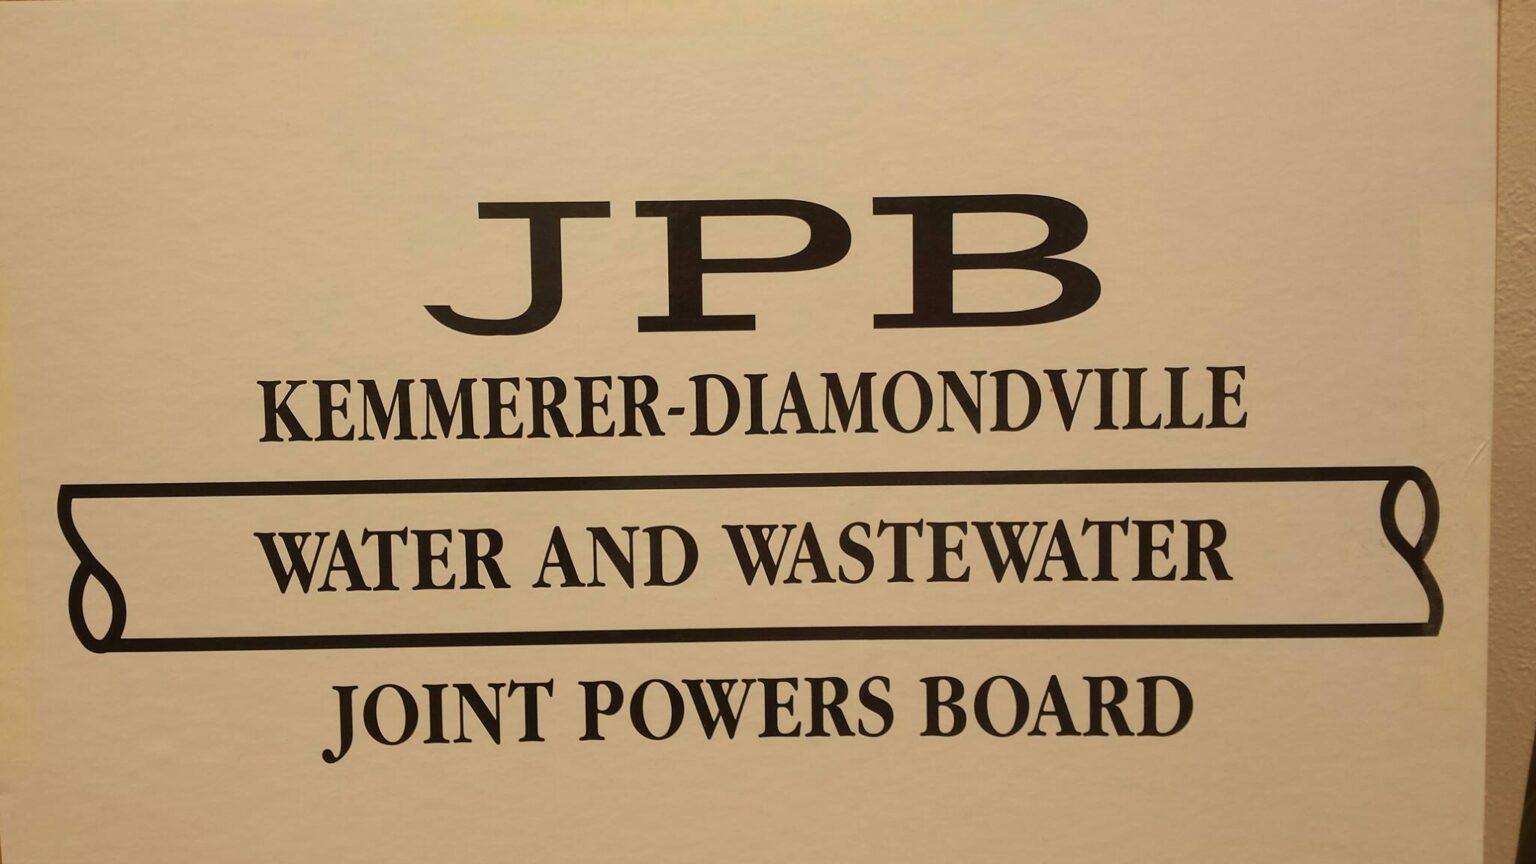 JPB
KEMMERER-DIAMONDVILLE
WATER AND WASTEWATER
JOINT POWERS BOARD